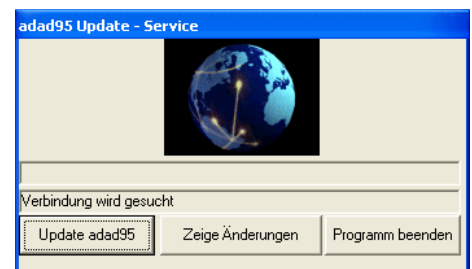 adad95 Update - Service
Verbindung wird gesucht
Update adad95 Zeige Änderungen Programm beenden